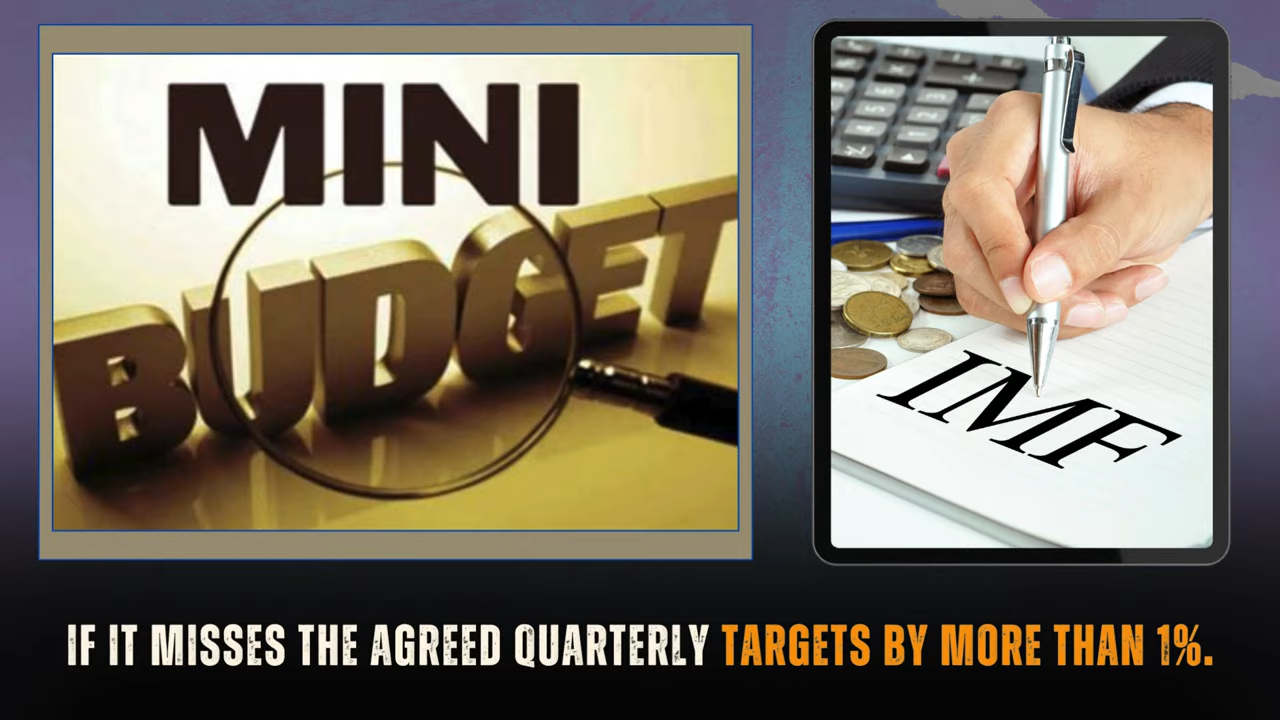 MINI
BUDGET
IMF
IF IT MISSES THE AGREED QUARTERLY TARGETS BY MORE THAN 1%.